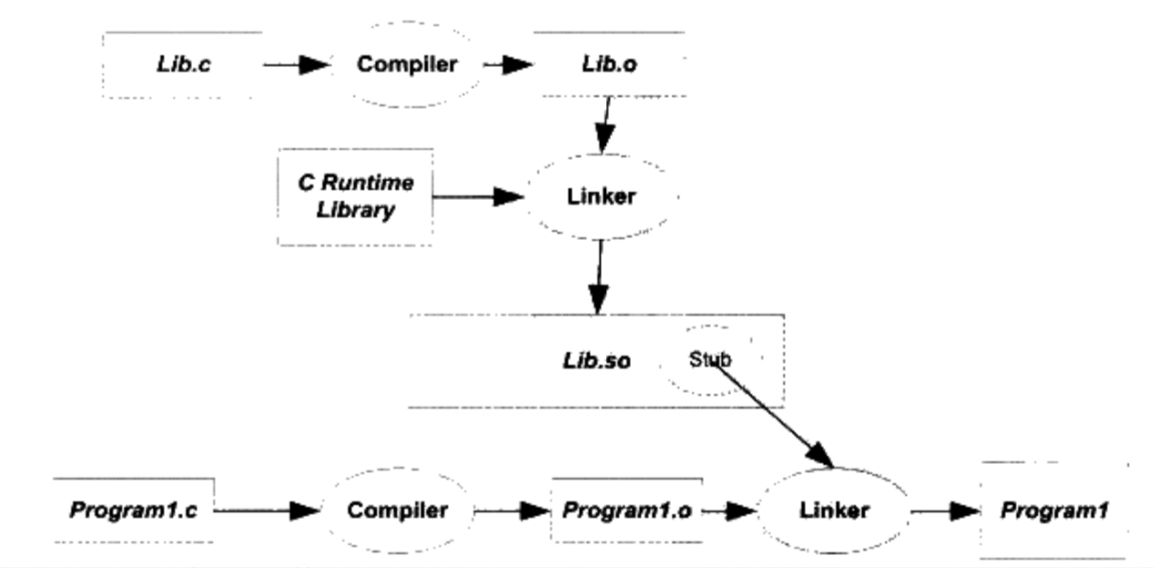 Lib.c
Compiler
Lib.o
C Runtime
Library
Linker
Lib.so
Stub
Program1.c
Compiler
Program1.o
Linker
Program1